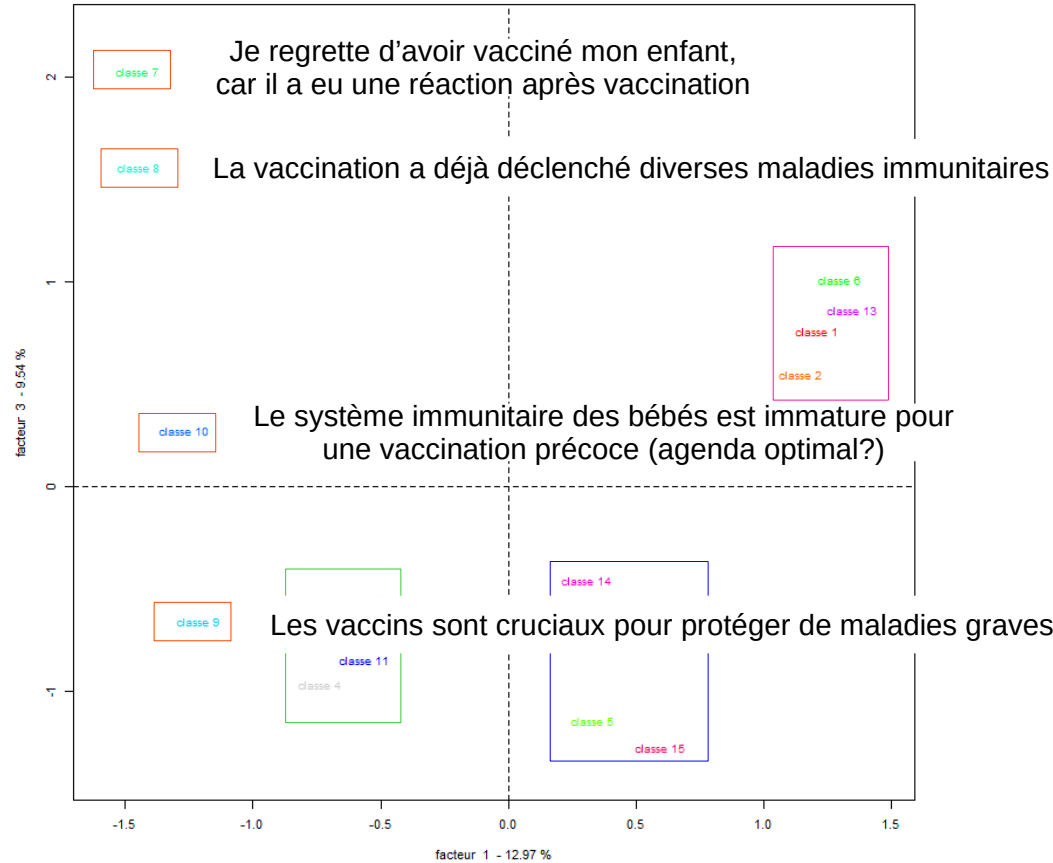 Je regrette d'avoir vacciné mon enfant,
car il a eu une réaction après vaccination
classe 7
classe 8
La vaccination a déjà déclenché diverses maladies immunitaires
classe 6
classe 13
classe 1
classe 2
classe 10
Le système immunitaire des bébés est immature pour
une vaccination précoce (agenda optimal?)
classe 14
classe 9
Les vaccins sont cruciaux pour protéger de maladies graves
classe 11
classe 4
classe 5
classe 15
2
1
0
-1
facteur 3 - 9.54 %
-1.5 -1.0 -0.5 0.0 0.5 1.0 1.5
facteur 1 - 12.97 %